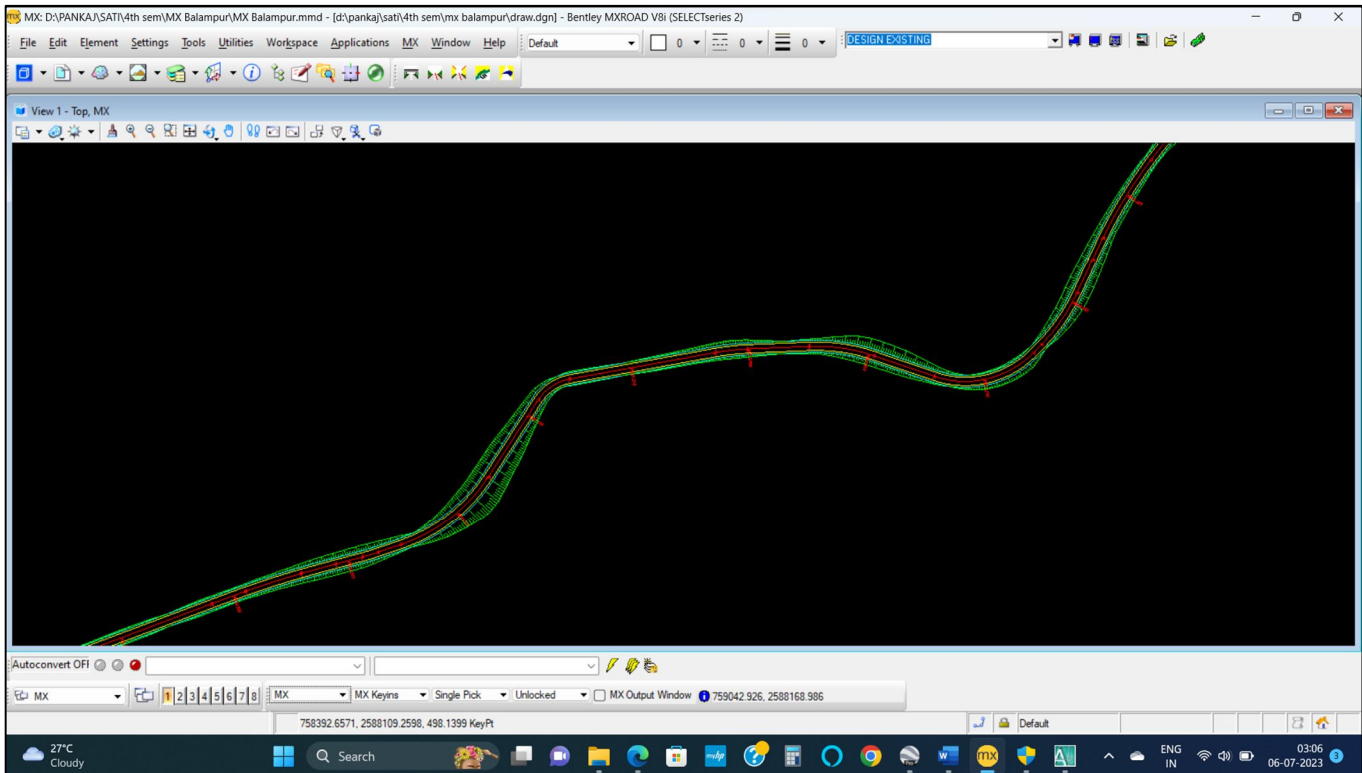 MX: D:\PANKAJ\SATI\4th sem\MX Balampur\MX Balampur.mmd - [d:\pankaj\sati\4th sem\mx balampur\draw.dgn] - Bentley MXROAD V8i (SELECTseries 2)
File Edit Element Settings Tools Utilities Workspace Applications MX Window Help Default 0 0 0 DESIGN EXISTING
View 1 - Top, MX
Autoconvert OFF
MX 1 2 3 4 5 6 7 8 MX MX Keyins Single Pick Unlocked MX Output Window 759042.926, 2588168.986
758392.6571, 2588109.2598, 498.1399 KeyPt Default
27°C Search ENG 03:06
Cloudy IN 06-07-2023 3